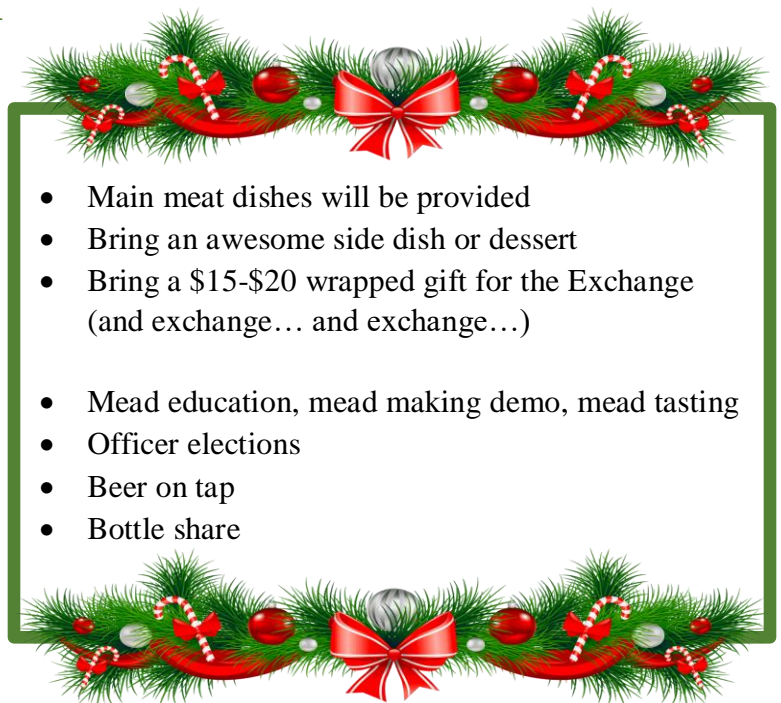 • Main meat dishes will be provided
• Bring an awesome side dish or dessert
• Bring a $15-$20 wrapped gift for the Exchange
(and exchange… and exchange…)
• Mead education, mead making demo, mead tasting
• Officer elections
• Beer on tap
• Bottle share